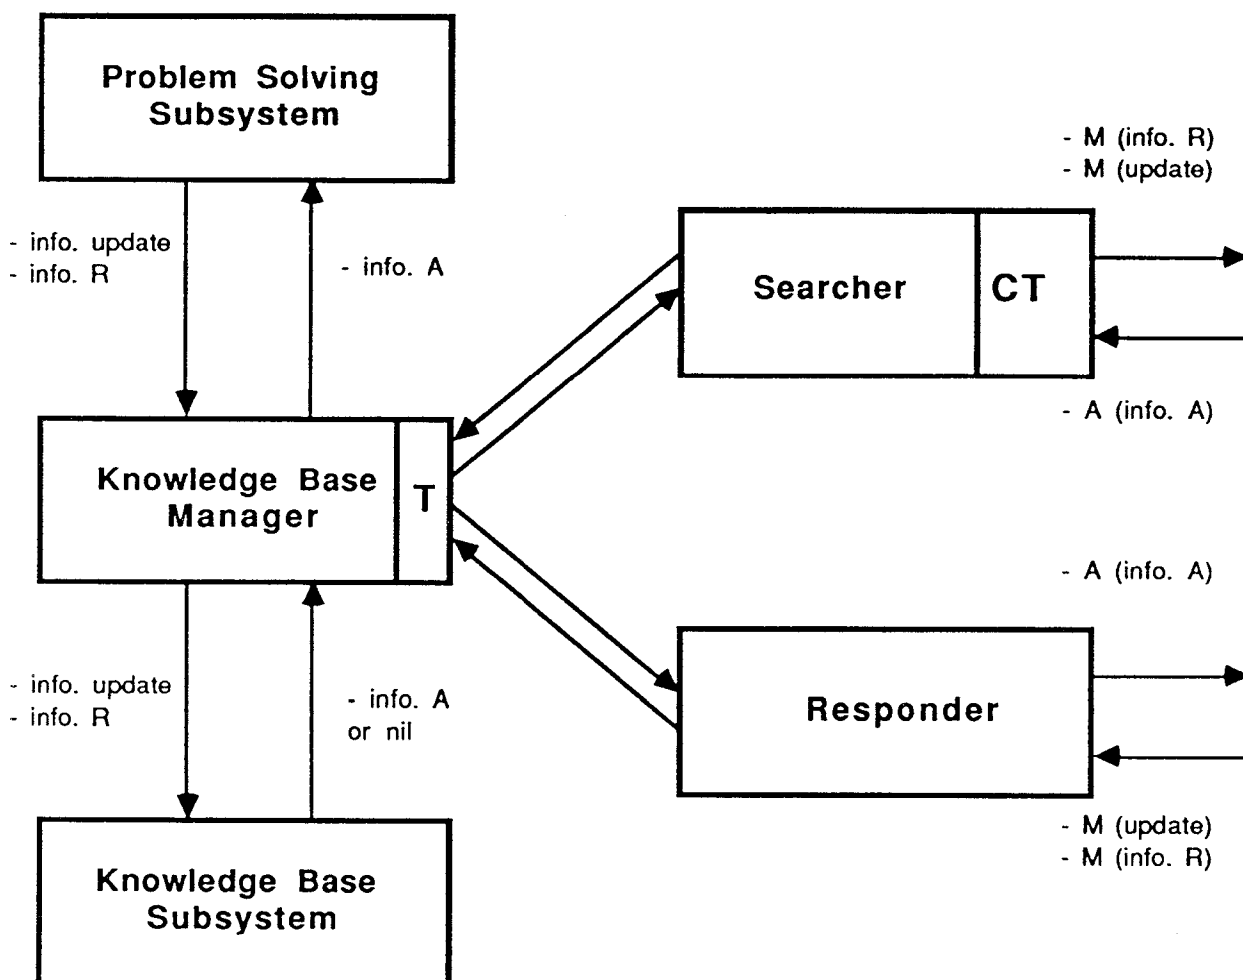 Problem Solving
Subsystem
- M (info. R)
- M (update)
- info. update
- info. R
- info. A
Searcher
CT
- A (info. A)
Knowledge Base
Manager
T
- A (info. A)
- info. update
- info. R
- info. A
or nil
Responder
- M (update)
- M (info. R)
Knowledge Base
Subsystem